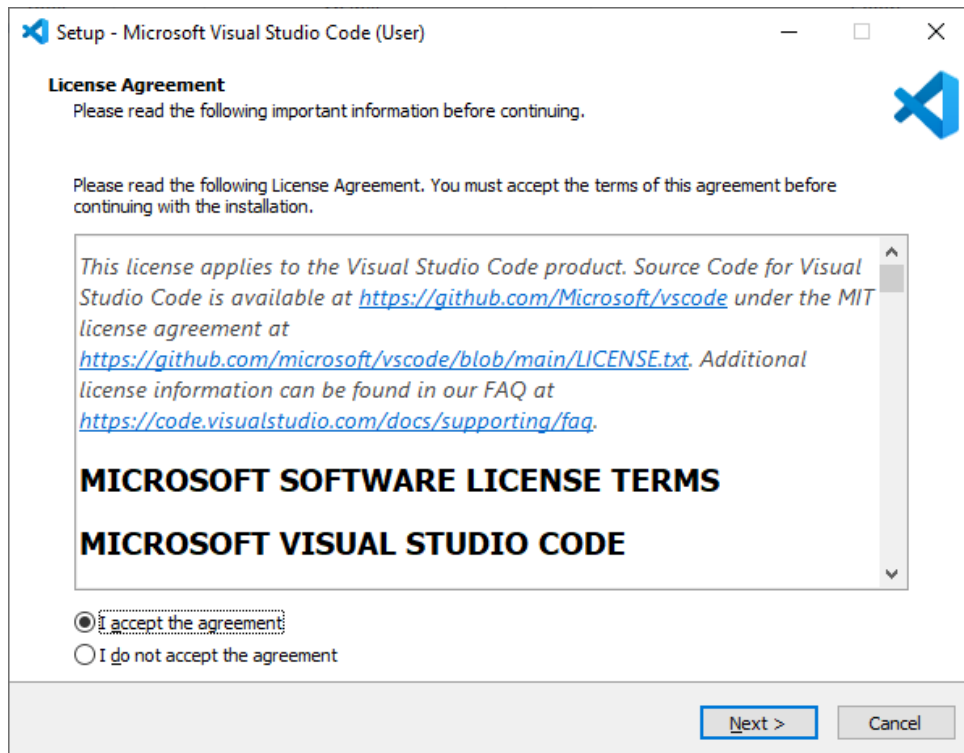 Setup - Microsoft Visual Studio Code (User)
License Agreement
Please read the following important information before continuing.
Please read the following License Agreement. You must accept the terms of this agreement before
continuing with the installation.
This license applies to the Visual Studio Code product. Source Code for Visual
Studio Code is available at https://github.com/Microsoft/vscode under the MIT
license agreement at
https://github.com/microsoft/vscode/blob/main/LICENSE.txt. Additional
license information can be found in our FAQ at
https://code.visualstudio.com/docs/supporting/faq.
MICROSOFT SOFTWARE LICENSE TERMS
MICROSOFT VISUAL STUDIO CODE
I accept the agreement
I do not accept the agreement
Next >
Cancel